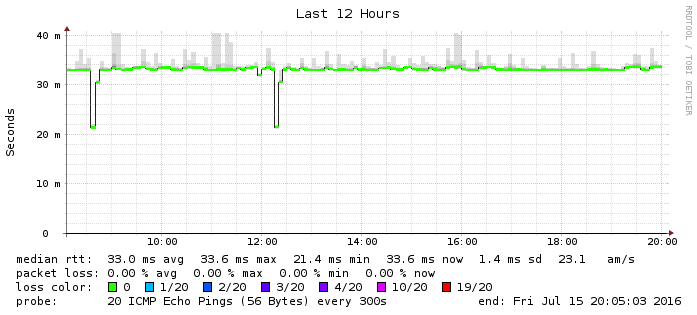 Last 12 Hours
RRDTOOL / TOBI OETIKER
Seconds
40 m
30 m
20 m
10 m
0
10:00 12:00 14:00 16:00 18:00 20:00
median rtt: 33.0 ms avg 33.6 ms max 21.4 ms min 33.6 ms now 1.4 ms sd 23.1 am/s
packet loss: 0.00 % avg 0.00 % max 0.00 % min 0.00 % now
loss color: 0 1/20 2/20 3/20 4/20 10/20 19/20
probe: 20 ICMP Echo Pings (56 Bytes) every 300s end: Fri Jul 15 20:05:03 2016